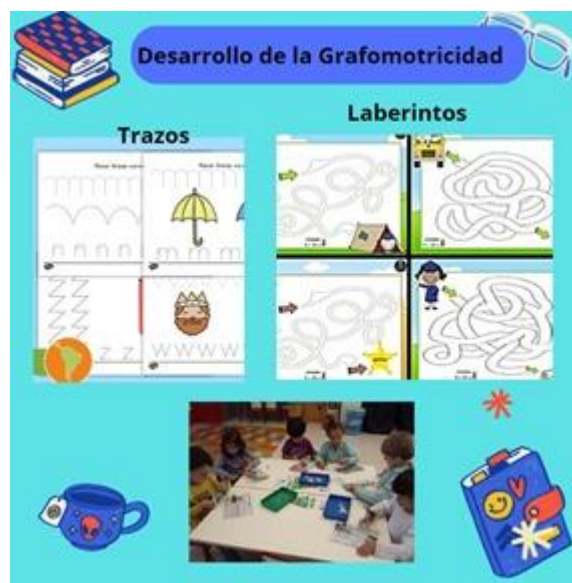 Desarrollo de la Grafomotricidad
Laberintos
Trazos
n n n n
m m m m
Z Z
W W W W